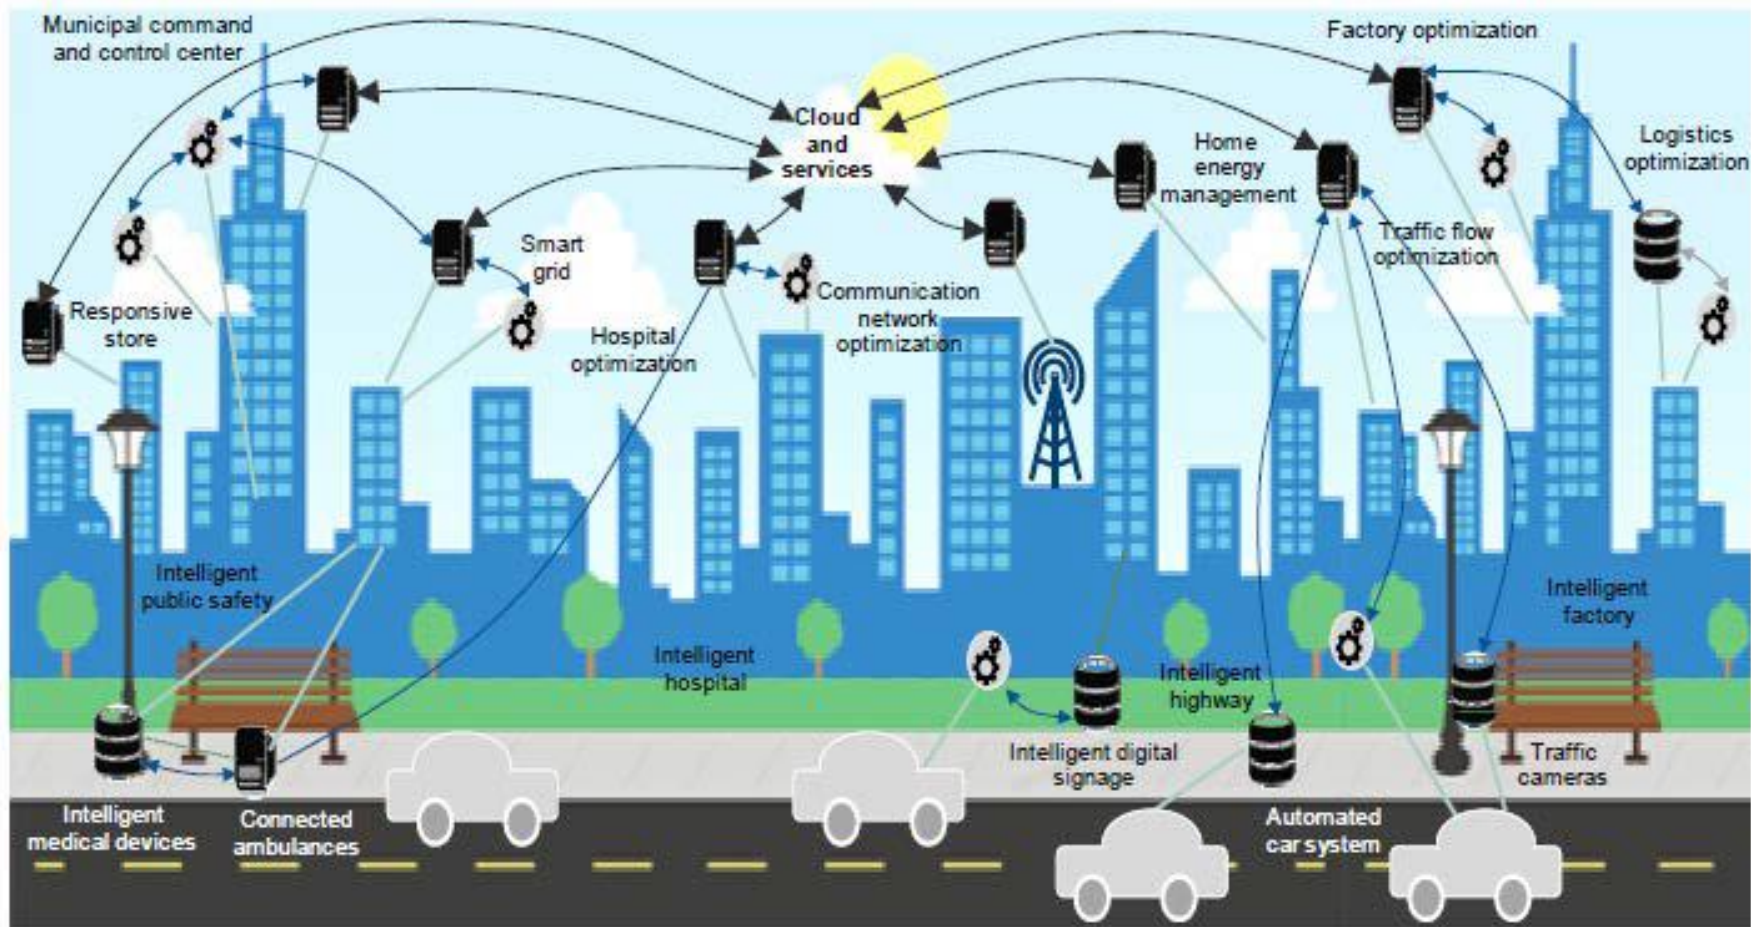 Municipal command
and control center
Factory optimization
Cloud
and
services
Home
energy
management
Logistics
optimization
Responsive
store
Smart
grid
Traffic flow
optimization
Hospital
optimization
Communication
network
optimization
Intelligent
public safety
Intelligent
hospital
Intelligent
highway
Intelligent
factory
Intelligent digital
signage
Traffic
cameras
Intelligent
medical devices
Connected
ambulances
Automated
car system